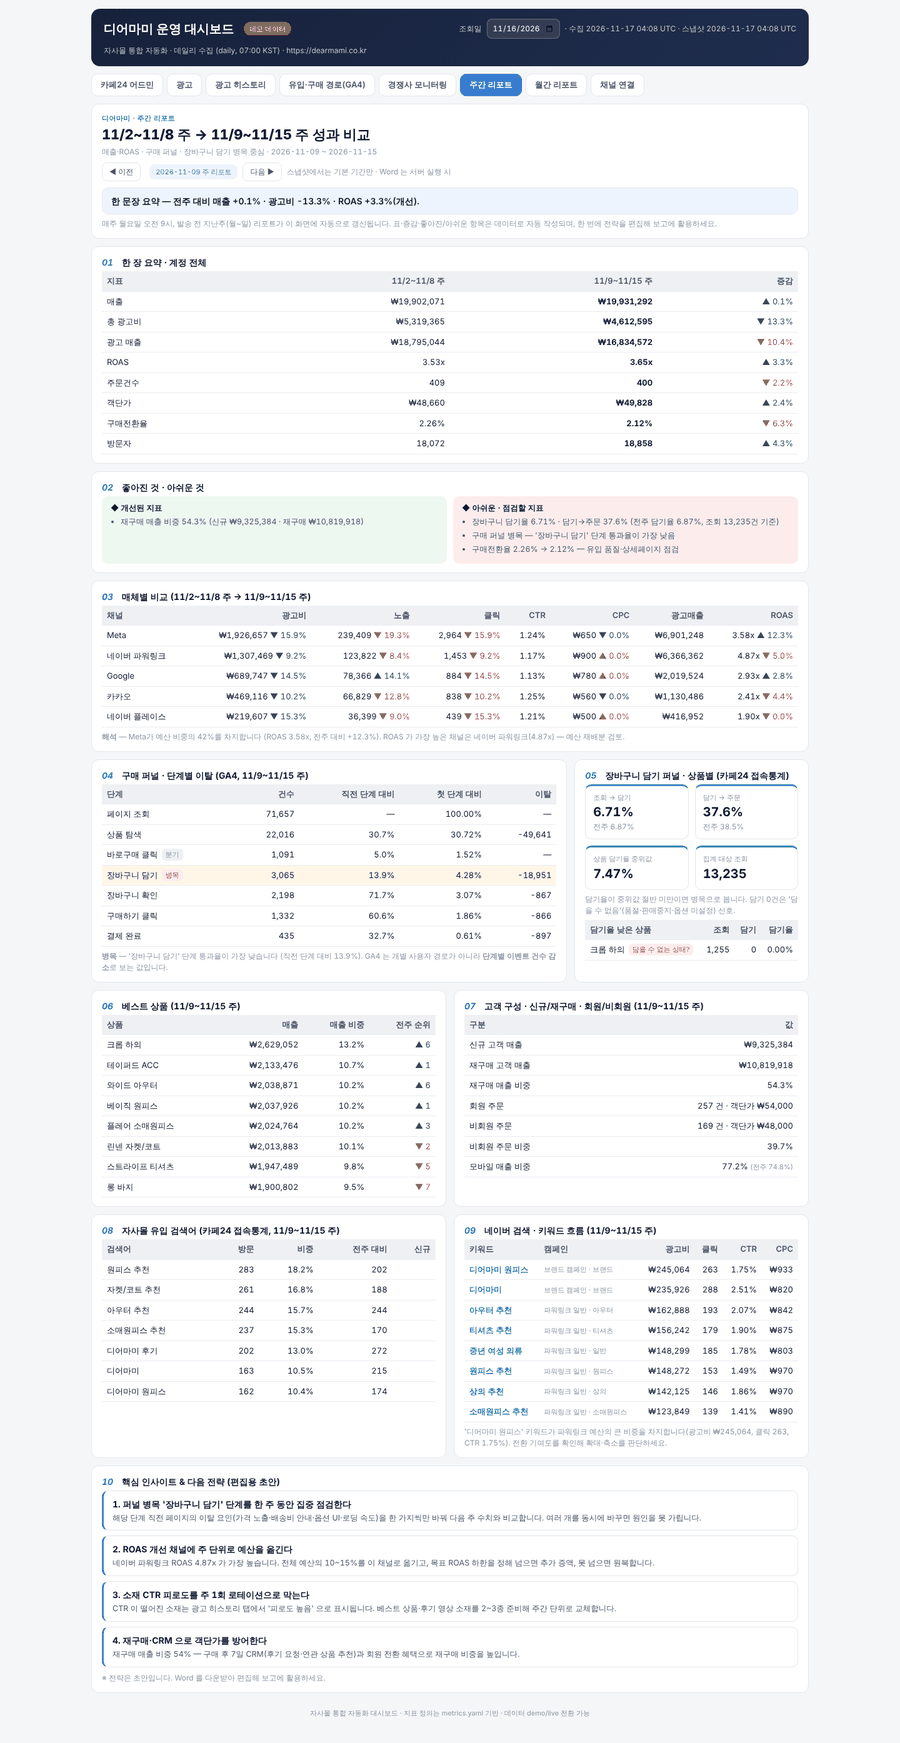 디어마미 운영 대시보드 데모 데이터 조회일 11/16/2026 · 수집 2026-11-17 04:08 UTC · 스냅샷 2026-11-17 04:08 UTC
자사몰 통합 자동화 · 데일리 수집 (daily, 07:00 KST) · https://dearmami.co.kr
카페24 어드민 광고 광고 히스토리 유입·구매 경로(GA4) 경쟁사 모니터링 주간 리포트 월간 리포트 채널 연결
디어마미 · 주간 리포트
11/2~11/8 주 → 11/9~11/15 주 성과 비교
매출·ROAS · 구매 퍼널 · 장바구니 담기 병목 중심 · 2026-11-09 ~ 2026-11-15
◀ 이전 2026-11-09 주 리포트 다음 ▶ 스냅샷에서는 기본 기간만 · Word 는 서버 실행 시
한 문장 요약 — 전주 대비 매출 +0.1% · 광고비 -13.3% · ROAS +3.3%(개선).
매주 월요일 오전 9시, 발송 전 지난주(월~일) 리포트가 이 화면에 자동으로 갱신됩니다. 표·증감·좋아진/아쉬운 항목은 데이터로 자동 작성되며, 한 번에 전략을 편집해 보고에 활용하세요.
01 한 장 요약 · 계정 전체
지표 11/2~11/8 주 11/9~11/15 주 증감
매출 ₩19,902,071 ₩19,931,292 ▲ 0.1%
총 광고비 ₩5,319,365 ₩4,612,595 ▼ 13.3%
광고 매출 ₩18,795,044 ₩16,834,572 ▼ 10.4%
ROAS 3.53x 3.65x ▲ 3.3%
주문건수 409 400 ▼ 2.2%
객단가 ₩48,660 ₩49,828 ▲ 2.4%
구매전환율 2.26% 2.12% ▼ 6.3%
방문자 18,072 18,858 ▲ 4.3%
02 좋아진 것 · 아쉬운 것
◆ 개선된 지표
• 재구매 매출 비중 54.3% (신규 ₩9,325,384 · 재구매 ₩10,819,918)
◆ 아쉬운 · 점검할 지표
• 장바구니 담기율 6.71% · 담기→주문 37.6% (전주 담기율 6.87%, 조회 13,235건 기준)
• 구매 퍼널 병목 — '장바구니 담기' 단계 통과율이 가장 낮음
• 구매전환율 2.26% → 2.12% — 유입 품질·상세페이지 점검
03 매체별 비교 (11/2~11/8 주 → 11/9~11/15 주)
채널 광고비 노출 클릭 CTR CPC 광고매출 ROAS
Meta ₩1,926,657 ▼ 15.9% 239,409 ▼ 19.3% 2,964 ▼ 15.9% 1.24% ₩650 ▼ 0.0% ₩6,901,248 3.58x ▲ 12.3%
네이버 파워링크 ₩1,307,469 ▼ 9.2% 123,822 ▼ 8.4% 1,453 ▼ 9.2% 1.17% ₩900 ▲ 0.0% ₩6,366,362 4.87x ▼ 5.0%
Google ₩689,747 ▼ 14.5% 78,366 ▲ 14.1% 884 ▼ 14.5% 1.13% ₩780 ▲ 0.0% ₩2,019,524 2.93x ▲ 2.8%
카카오 ₩469,116 ▼ 10.2% 66,829 ▼ 12.8% 838 ▼ 10.2% 1.25% ₩560 ▼ 0.0% ₩1,130,486 2.41x ▼ 4.4%
네이버 플레이스 ₩219,607 ▼ 15.3% 36,399 ▼ 9.0% 439 ▼ 15.3% 1.21% ₩500 ▲ 0.0% ₩416,952 1.90x ▼ 0.0%
해석 — Meta가 예산 비중의 42%를 차지합니다 (ROAS 3.58x, 전주 대비 +12.3%). ROAS 가 가장 높은 채널은 네이버 파워링크(4.87x) — 예산 재배분 검토.
04 구매 퍼널 · 단계별 이탈 (GA4, 11/9~11/15 주)
단계 건수 직전 단계 대비 첫 단계 대비 이탈
페이지 조회 71,657 — 100.00% —
상품 탐색 22,016 30.7% 30.72% -49,641
바로구매 클릭 분기 1,091 5.0% 1.52% —
장바구니 담기 병목 3,065 13.9% 4.28% -18,951
장바구니 확인 2,198 71.7% 3.07% -867
구매하기 클릭 1,332 60.6% 1.86% -866
결제 완료 435 32.7% 0.61% -897
병목 — '장바구니 담기' 단계 통과율이 가장 낮습니다 (직전 단계 대비 13.9%). GA4 는 개별 사용자 경로가 아니라 단계별 이벤트 건수 감
소로 보는 값입니다.
05 장바구니 담기 퍼널 · 상품별 (카페24 접속통계)
조회 → 담기 담기 → 주문
6.71% 37.6%
전주 6.87% 전주 38.5%
상품 담기율 중위값 집계 대상 조회
7.47% 13,235
담기율이 중위값 절반 미만이면 병목으로 봅니다. 담기 0건은 '담
을 수 없음'(품절·판매중지·옵션 미설정) 신호.
담기율 낮은 상품 조회 담기 담기율
크롭 하의 담을 수 없는 상태? 1,255 0 0.00%
06 베스트 상품 (11/9~11/15 주)
상품 매출 매출 비중 전주 순위
크롭 하의 ₩2,629,052 13.2% ▲ 6
테이퍼드 ACC ₩2,133,476 10.7% ▲ 1
와이드 아우터 ₩2,038,871 10.2% ▲ 6
베이직 원피스 ₩2,037,926 10.2% ▲ 1
플레어 소매원피스 ₩2,024,764 10.2% ▲ 3
린넨 자켓/코트 ₩2,013,883 10.1% ▼ 2
스트라이프 티셔츠 ₩1,947,489 9.8% ▼ 5
롱 바지 ₩1,900,802 9.5% ▼ 7
07 고객 구성 · 신규/재구매 · 회원/비회원 (11/9~11/15 주)
구분 값
신규 고객 매출 ₩9,325,384
재구매 고객 매출 ₩10,819,918
재구매 매출 비중 54.3%
회원 주문 257 건 · 객단가 ₩54,000
비회원 주문 169 건 · 객단가 ₩48,000
비회원 주문 비중 39.7%
모바일 매출 비중 77.2% (전주 74.8%)
08 자사몰 유입 검색어 (카페24 접속통계, 11/9~11/15 주)
검색어 방문 비중 전주 대비 신규
원피스 추천 283 18.2% 202
자켓/코트 추천 261 16.8% 188
아우터 추천 244 15.7% 244
소매원피스 추천 237 15.3% 170
디어마미 후기 202 13.0% 272
디어마미 163 10.5% 215
디어마미 원피스 162 10.4% 174
09 네이버 검색 · 키워드 흐름 (11/9~11/15 주)
키워드 캠페인 광고비 클릭 CTR CPC
디어마미 원피스 브랜드 캠페인 · 브랜드 ₩245,064 263 1.75% ₩933
디어마미 브랜드 캠페인 · 브랜드 ₩235,926 288 2.51% ₩820
아우터 추천 파워링크 일반 · 아우터 ₩162,888 193 2.07% ₩842
티셔츠 추천 파워링크 일반 · 티셔츠 ₩156,242 179 1.90% ₩875
중년 여성 의류 파워링크 일반 · 일반 ₩148,299 185 1.78% ₩803
원피스 추천 파워링크 일반 · 원피스 ₩148,272 153 1.49% ₩970
상의 추천 파워링크 일반 · 상의 ₩142,125 146 1.86% ₩970
소매원피스 추천 파워링크 일반 · 소매원피스 ₩123,849 139 1.41% ₩890
'디어마미 원피스' 키워드가 파워링크 예산의 큰 비중을 차지합니다(광고비 ₩245,064, 클릭 263,
CTR 1.75%). 전환 기여도를 확인해 확대·축소를 판단하세요.
10 핵심 인사이트 & 다음 전략 (편집용 초안)
1. 퍼널 병목 '장바구니 담기' 단계를 한 주 동안 집중 점검한다
해당 단계 직전 페이지의 이탈 요인(가격 노출·배송비 안내·옵션 UI·로딩 속도)을 한 가지씩만 바꿔 다음 주 수치와 비교합니다. 여러 개를 동시에 바꾸면 원인을 못 가립니다.
2. ROAS 개선 채널에 주 단위로 예산을 옮긴다
네이버 파워링크 ROAS 4.87x 가 가장 높습니다. 전체 예산의 10~15%를 이 채널로 옮기고, 목표 ROAS 하한을 정해 넘으면 추가 증액, 못 넘으면 원복합니다.
3. 소재 CTR 피로도를 주 1회 로테이션으로 막는다
CTR 이 떨어진 소재는 광고 히스토리 탭에서 '피로도 높음' 으로 표시됩니다. 베스트 상품·후기 영상 소재를 2~3종 준비해 주간 단위로 교체합니다.
4. 재구매·CRM 으로 객단가를 방어한다
재구매 매출 비중 54% — 구매 후 7일 CRM(후기 요청·연관 상품 추천)과 회원 전환 혜택으로 재구매 비중을 높입니다.
※ 전략은 초안입니다. Word 를 다운받아 편집해 보고에 활용하세요.
자사몰 통합 자동화 대시보드 · 지표 정의는 metrics.yaml 기반 · 데이터 demo/live 전환 가능